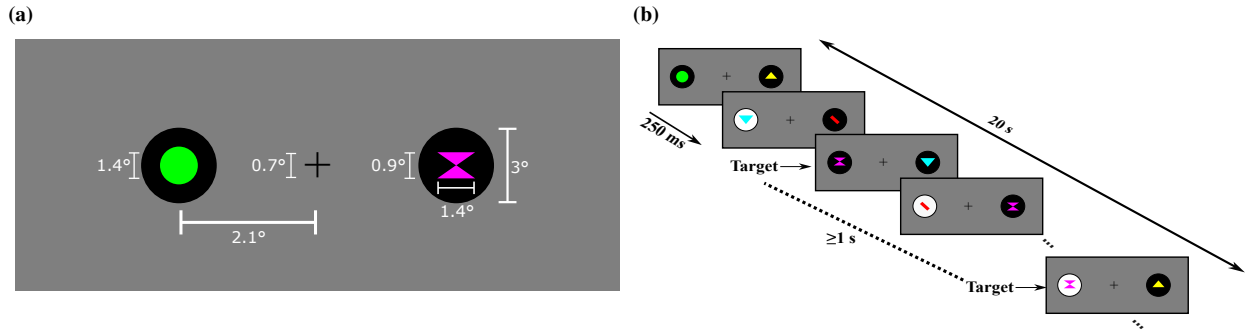 (a)
1.4°
0.7°
0.9°
3°
1.4°
2.1°
(b)
250 ms
20 s
Target
≥1 s
Target